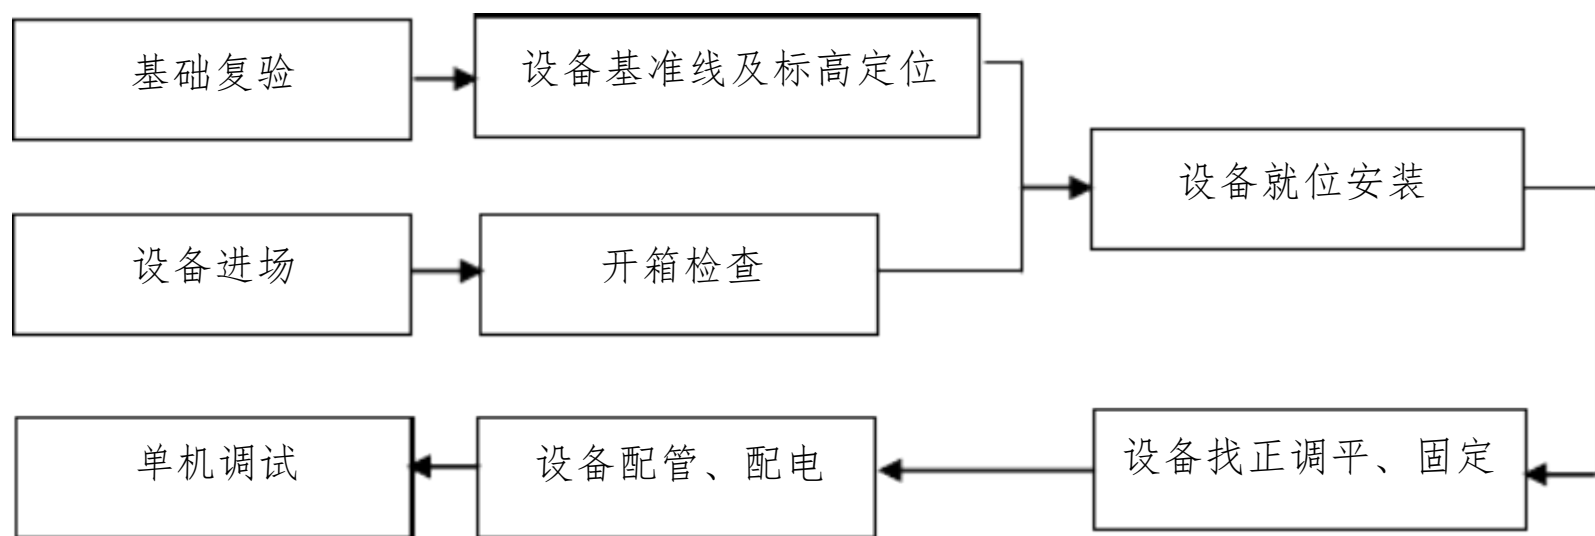 基础复验
设备基准线及标高定位
设备就位安装
设备进场
开箱检查
单机调试
设备配管、配电
设备找正调平、固定